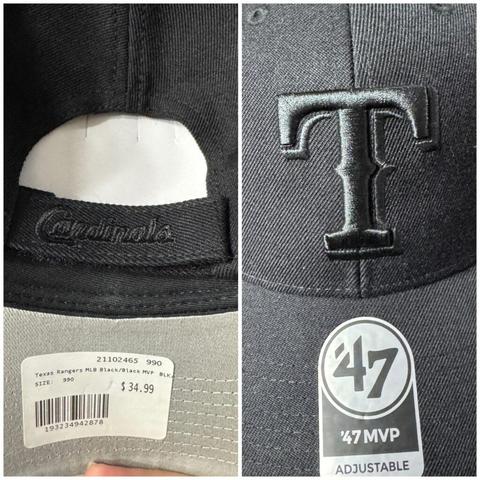 Cardinals
21102465 990
Texas Rangers MLB Black/Black MVP BLK
SIZE: 990
$ 34.99
193234942878
T
'47
'47 MVP
ADJUSTABLE